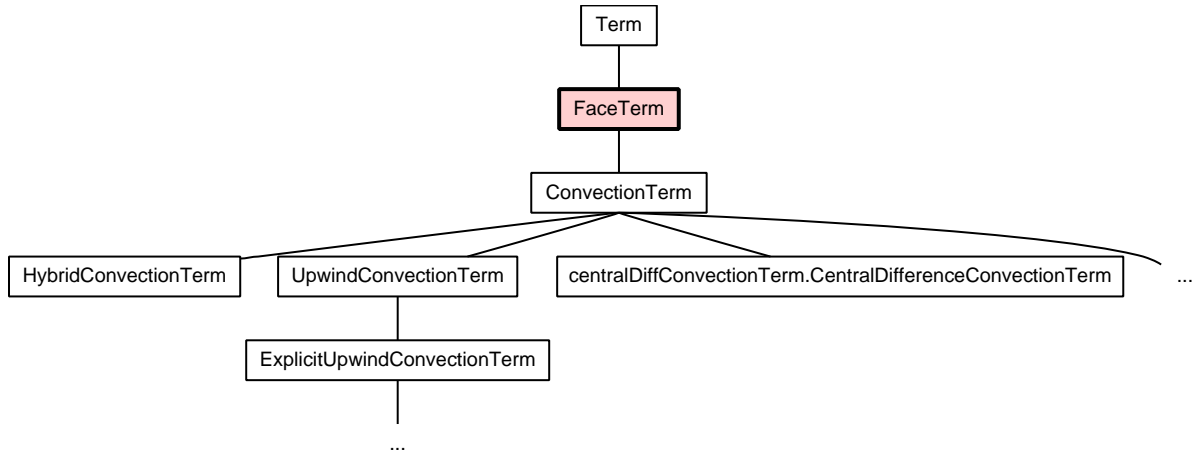 Term
FaceTerm
ConvectionTerm
HybridConvectionTerm
UpwindConvectionTerm
centralDiffConvectionTerm.CentralDifferenceConvectionTerm
...
ExplicitUpwindConvectionTerm
...